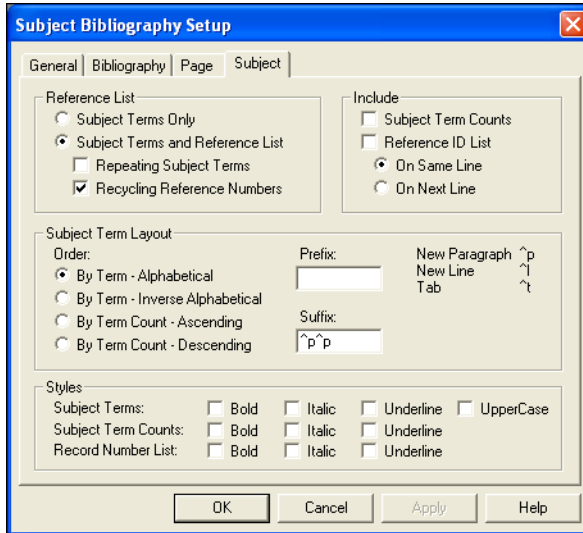 Subject Bibliography Setup
General Bibliography Page Subject
Reference List
Subject Terms Only
Subject Terms and Reference List
Repeating Subject Terms
Recycling Reference Numbers
Include
Subject Term Counts
Reference ID List
On Same Line
On Next Line
Subject Term Layout
Order:
By Term - Alphabetical
By Term - Inverse Alphabetical
By Term Count - Ascending
By Term Count - Descending
Prefix:
Suffix:
^p^p
New Paragraph ^p
New Line ^l
Tab ^t
Styles
Subject Terms: Bold Italic Underline UpperCase
Subject Term Counts: Bold Italic Underline
Record Number List: Bold Italic Underline
OK Cancel Apply Help